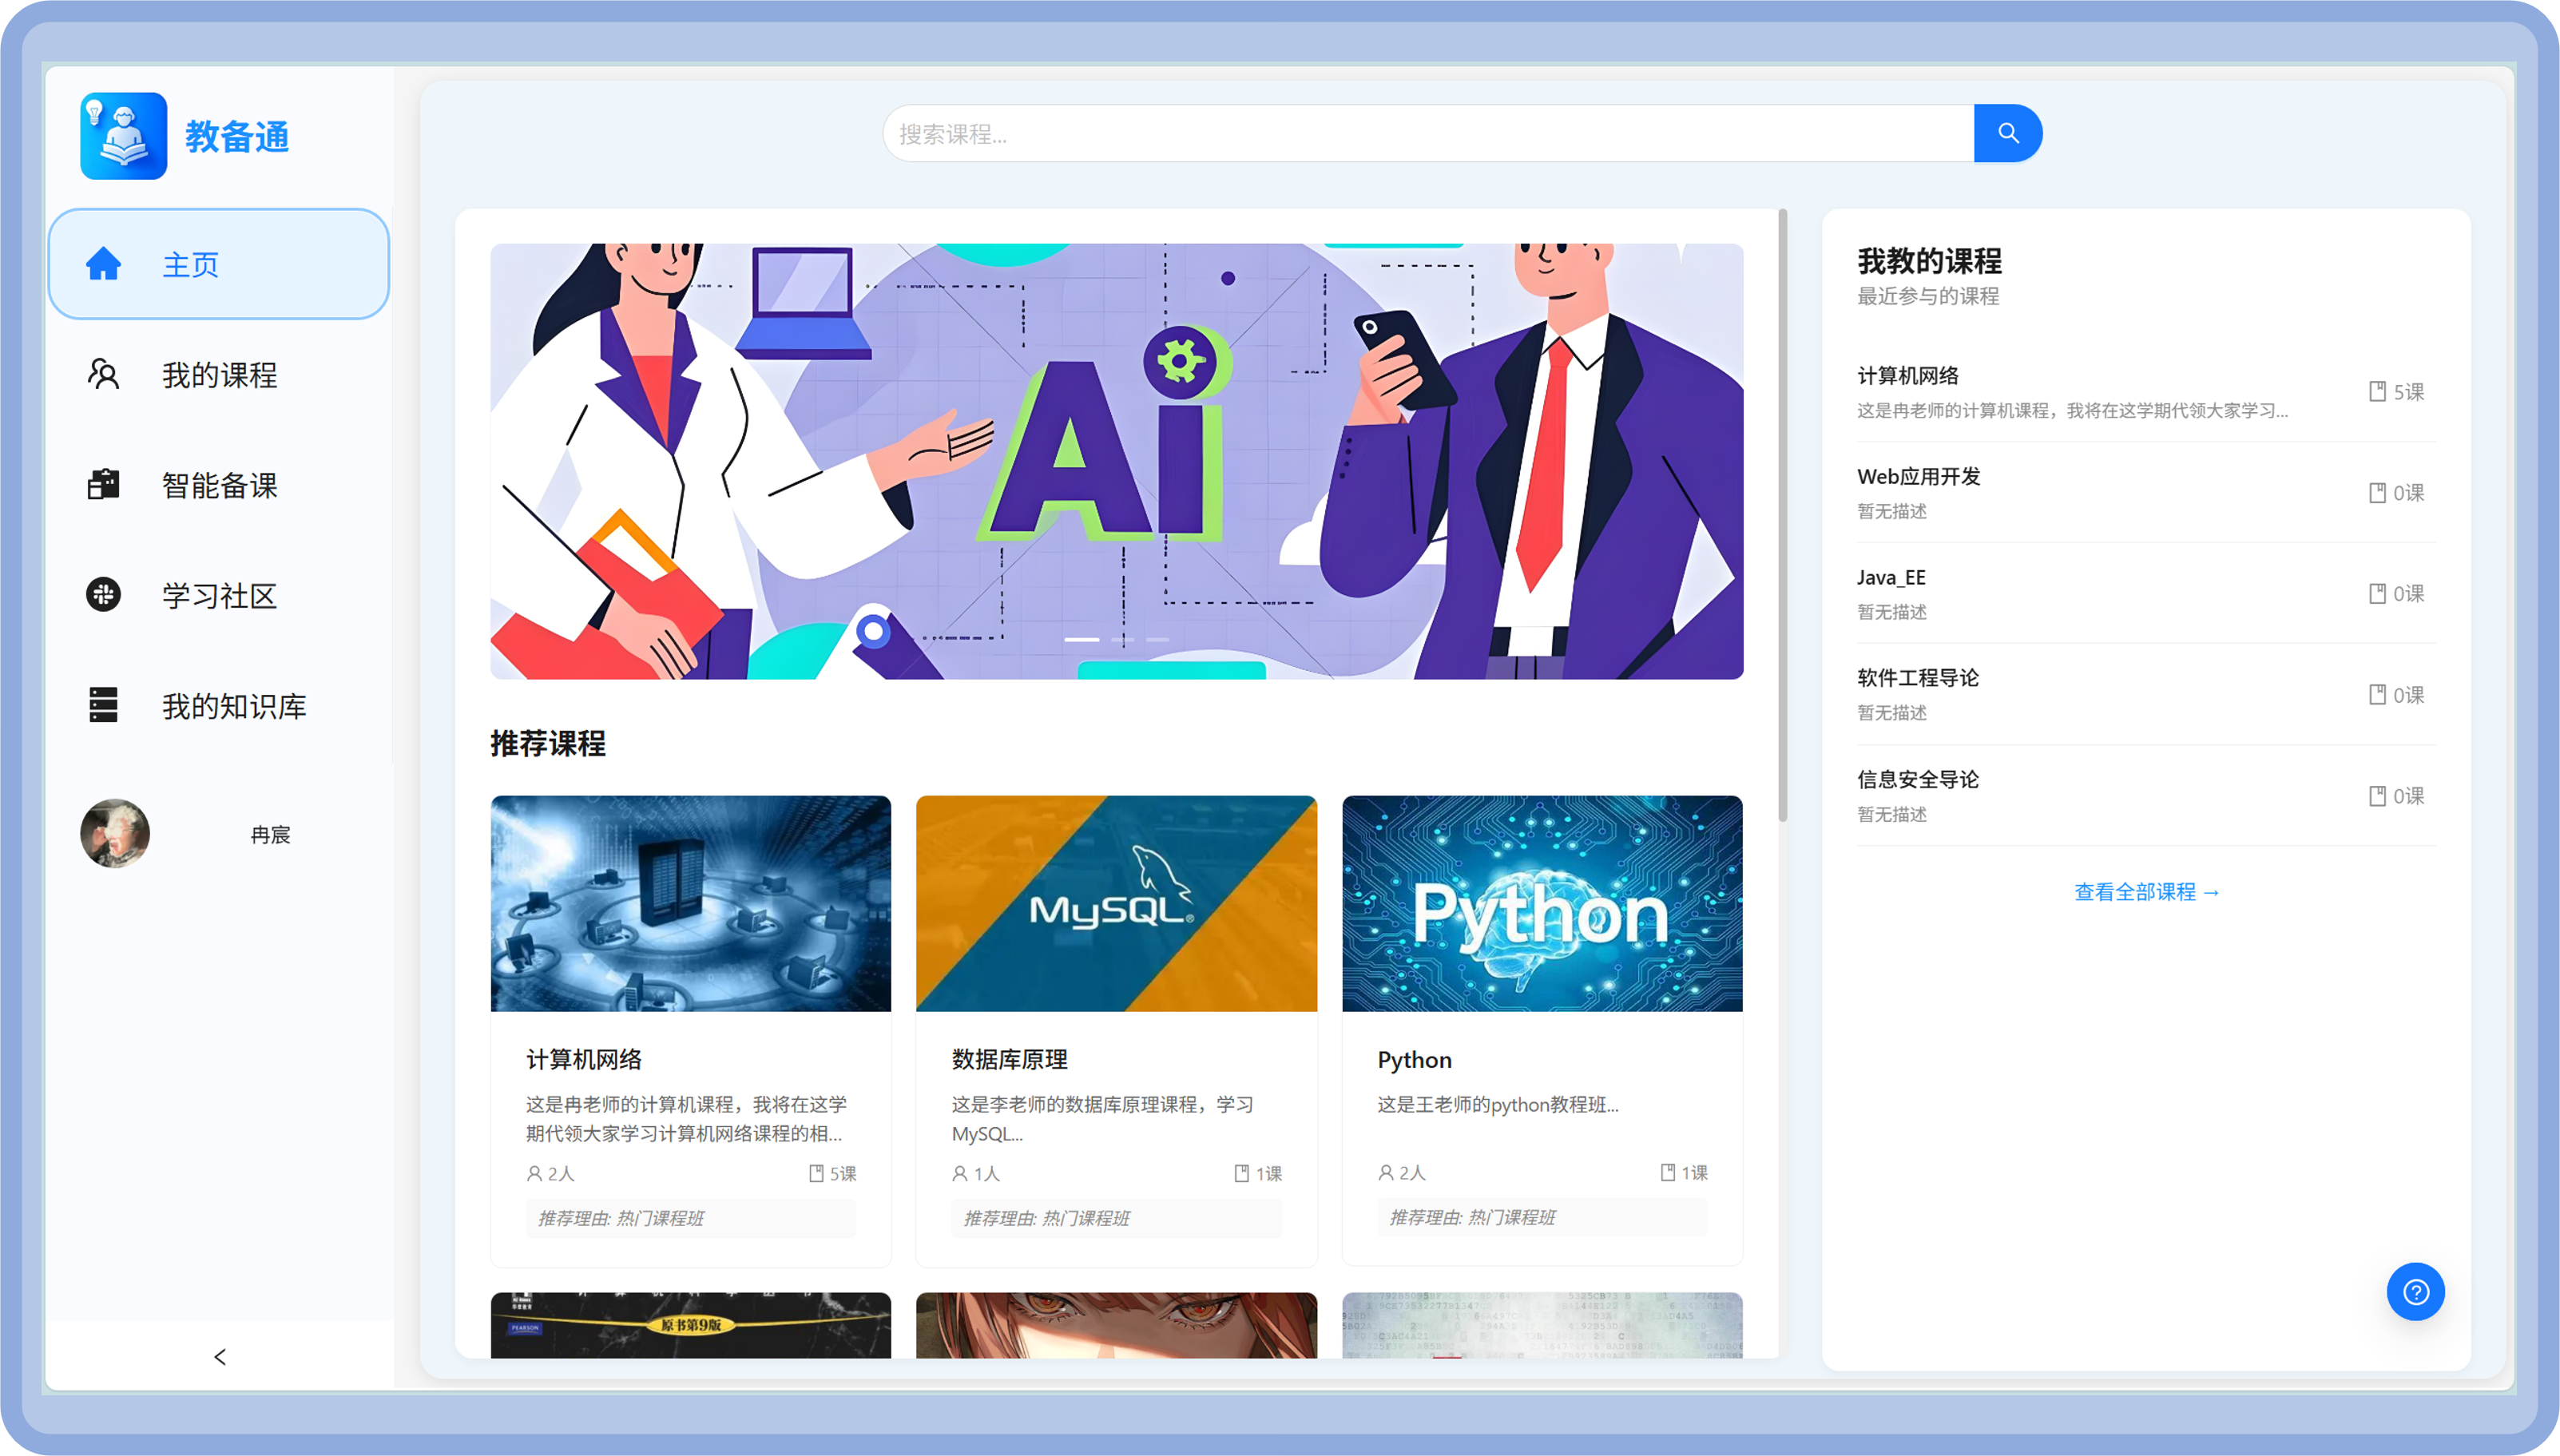 教备通
主页
我的课程
智能备课
学习社区
我的知识库
冉宸
搜索课程...
Ai
推荐课程
MySQL®
Python
计算机网络
这是冉老师的计算机课程，我将在这学
期代领大家学习计算机网络课程的相...
2人
5课
推荐理由: 热门课程班
数据库原理
这是李老师的数据库原理课程，学习
MySQL...
1人
1课
推荐理由: 热门课程班
Python
这是王老师的python教程班...
2人
1课
推荐理由: 热门课程班
PEARSON
原书第9版
我教的课程
最近参与的课程
计算机网络
这是冉老师的计算机课程，我将在这学期代领大家学习...
5课
Web应用开发
暂无描述
0课
Java_EE
暂无描述
0课
软件工程导论
暂无描述
0课
信息安全导论
暂无描述
0课
查看全部课程 →